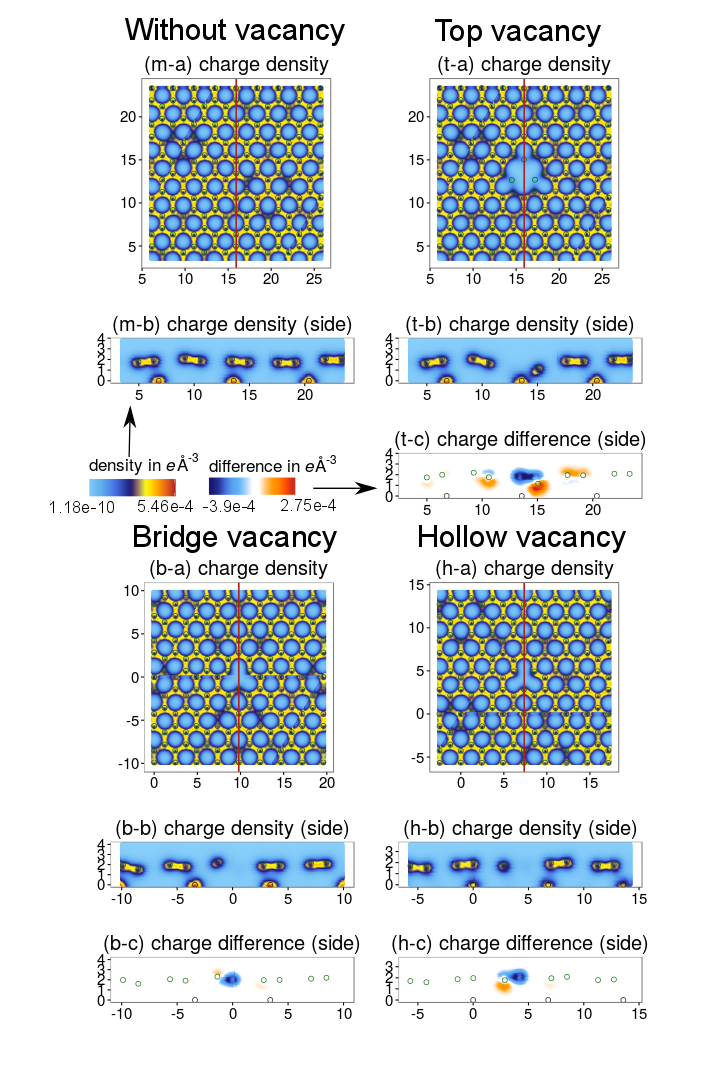 Without vacancy
Top vacancy
(m-a) charge density
(t-a) charge density
20
15
10
5
5 10 15 20 25
20
15
10
5
5 10 15 20 25
(m-b) charge density (side)
(t-b) charge density (side)
4
3
2
1
0
5 10 15 20
4
3
2
1
0
5 10 15 20
(t-c) charge difference (side)
4
3
2
1
0
5 10 15 20
density in eÅ-3
difference in eÅ-3
1.18e-10 5.46e-4
-3.9e-4 2.75e-4
Bridge vacancy
Hollow vacancy
(b-a) charge density
(h-a) charge density
10
5
0
-5
-10
0 5 10 15 20
15
10
5
0
-5
0 5 10 15
(b-b) charge density (side)
(h-b) charge density (side)
4
3
2
1
0
-10 -5 0 5 10
3
2
1
0
-5 0 5 10 15
(b-c) charge difference (side)
(h-c) charge difference (side)
4
3
2
1
0
-10 -5 0 5 10
3
2
1
0
-5 0 5 10 15